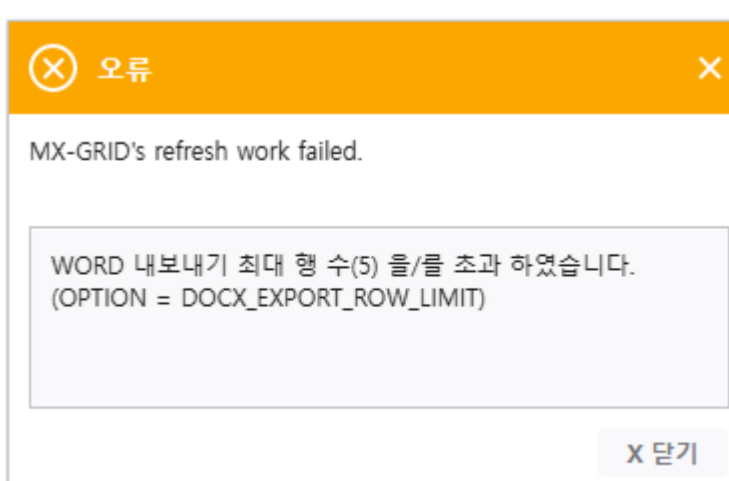 오류
MX-GRID's refresh work failed.
WORD 내보내기 최대 행 수(5) 을/를 초과 하였습니다.
(OPTION = DOCX_EXPORT_ROW_LIMIT)
X 닫기